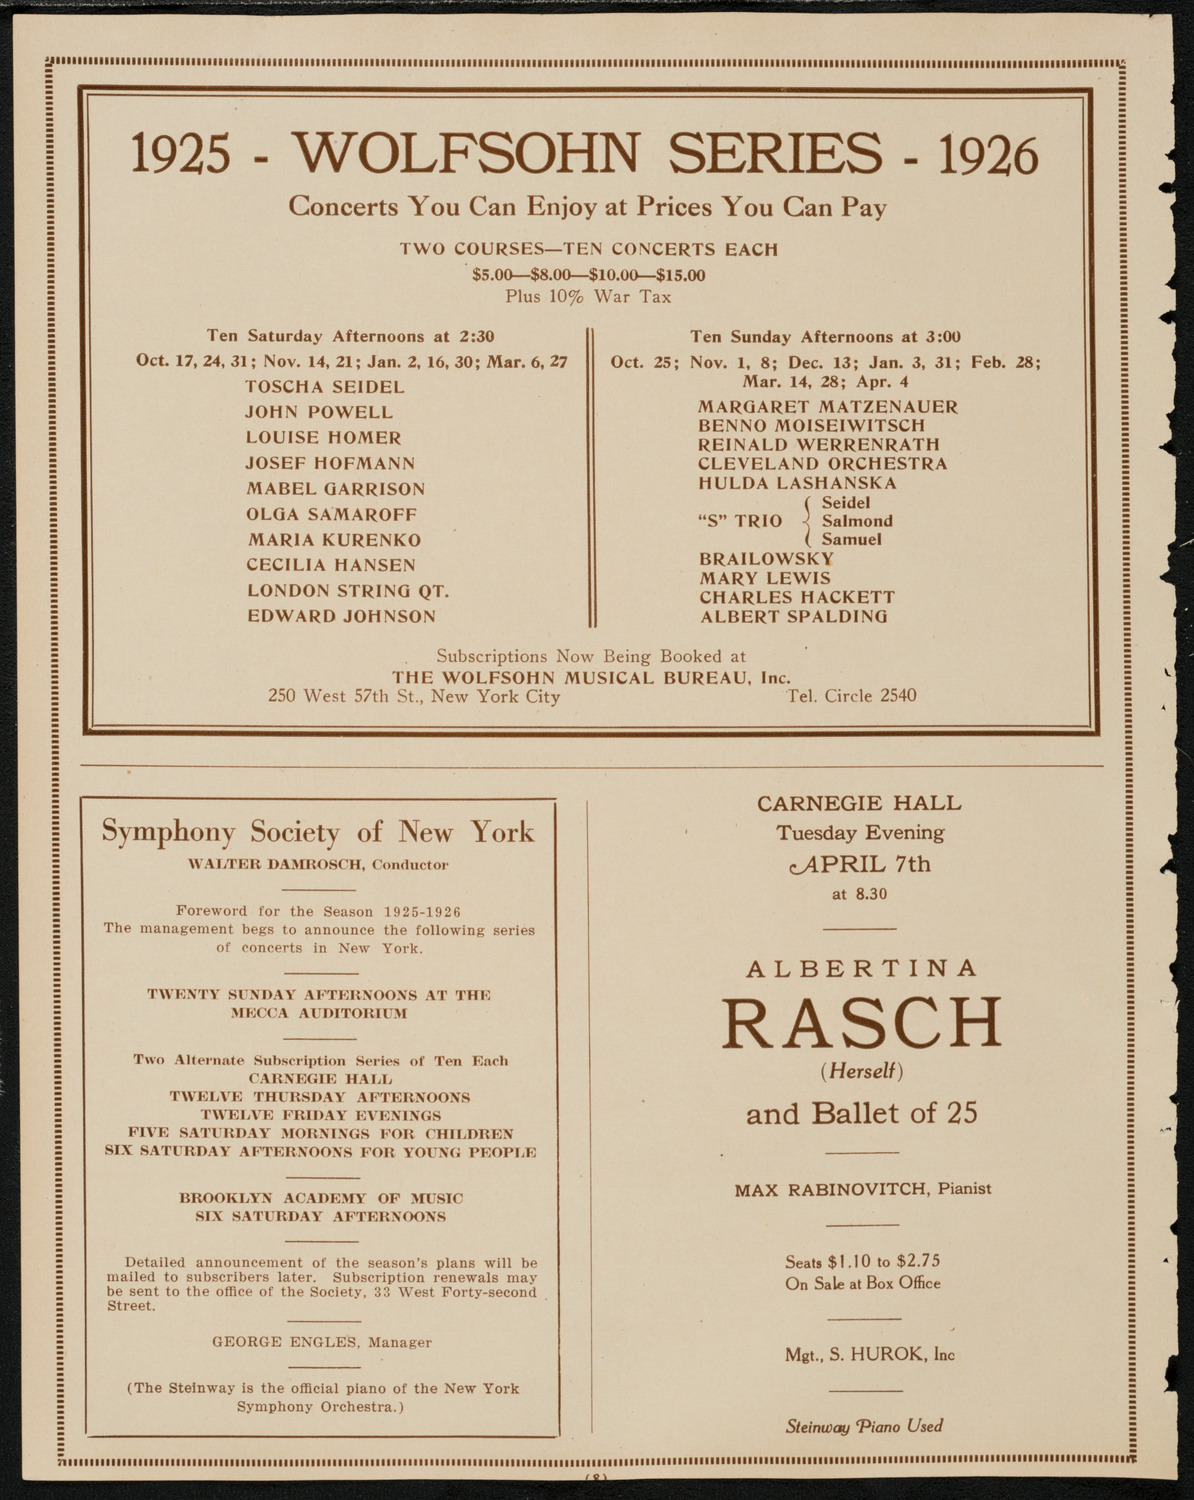 1925 - WOLFSOHN SERIES - 1926
Concerts You Can Enjoy at Prices You Can Pay
TWO COURSES—TEN CONCERTS EACH
$5.00—$8.00—$10.00—$15.00
Plus 10% War Tax
Ten Saturday Afternoons at 2:30
Oct. 17, 24, 31; Nov. 14, 21; Jan. 2, 16, 30; Mar. 6, 27
TOSCHA SEIDEL
JOHN POWELL
LOUISE HOMER
JOSEF HOFMANN
MABEL GARRISON
OLGA SAMAROFF
MARIA KURENKO
CECILIA HANSEN
LONDON STRING QT.
EDWARD JOHNSON
Ten Sunday Afternoons at 3:00
Oct. 25; Nov. 1, 8; Dec. 13; Jan. 3, 31; Feb. 28;
Mar. 14, 28; Apr. 4
MARGARET MATZENAUER
BENNO MOISEIWITSCH
REINALD WERRENRATH
CLEVELAND ORCHESTRA
HULDA LASHANSKA
"S" TRIO
Seidel
Salmond
Samuel
BRAILOWSKY
MARY LEWIS
CHARLES HACKETT
ALBERT SPALDING
Subscriptions Now Being Booked at
THE WOLFSOHN MUSICAL BUREAU, Inc.
250 West 57th St., New York City Tel. Circle 2540
Symphony Society of New York
WALTER DAMROSCH, Conductor
Foreword for the Season 1925-1926
The management begs to announce the following series
of concerts in New York.
TWENTY SUNDAY AFTERNOONS AT THE
MECCA AUDITORIUM
Two Alternate Subscription Series of Ten Each
CARNEGIE HALL
TWELVE THURSDAY AFTERNOONS
TWELVE FRIDAY EVENINGS
FIVE SATURDAY MORNINGS FOR CHILDREN
SIX SATURDAY AFTERNOONS FOR YOUNG PEOPLE
BROOKLYN ACADEMY OF MUSIC
SIX SATURDAY AFTERNOONS
Detailed announcement of the season's plans will be
mailed to subscribers later. Subscription renewals may
be sent to the office of the Society, 33 West Forty-second
Street.
GEORGE ENGLES, Manager
(The Steinway is the official piano of the New York
Symphony Orchestra.)
CARNEGIE HALL
Tuesday Evening
APRIL 7th
at 8.30
ALBERTINA
RASCH
(Herself)
and Ballet of 25
MAX RABINOVITCH, Pianist
Seats $1.10 to $2.75
On Sale at Box Office
Mgt., S. HUROK, Inc
Steinway Piano Used
(8)